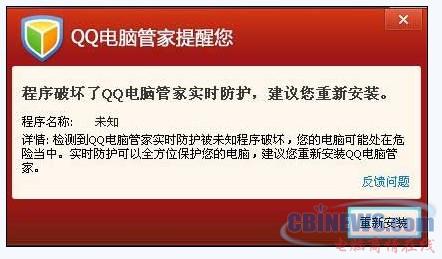 QQ电脑管家提醒您
程序破坏了QQ电脑管家实时防护，建议您重新安装。
程序名称: 未知
详情: 检测到QQ电脑管家实时防护被未知程序破坏，您的电脑可能处在危
险当中。实时防护可以全方位保护您的电脑，建议您重新安装QQ电脑管
家。
反馈问题
重新安装
CBINEWS.com
电脑商情在线